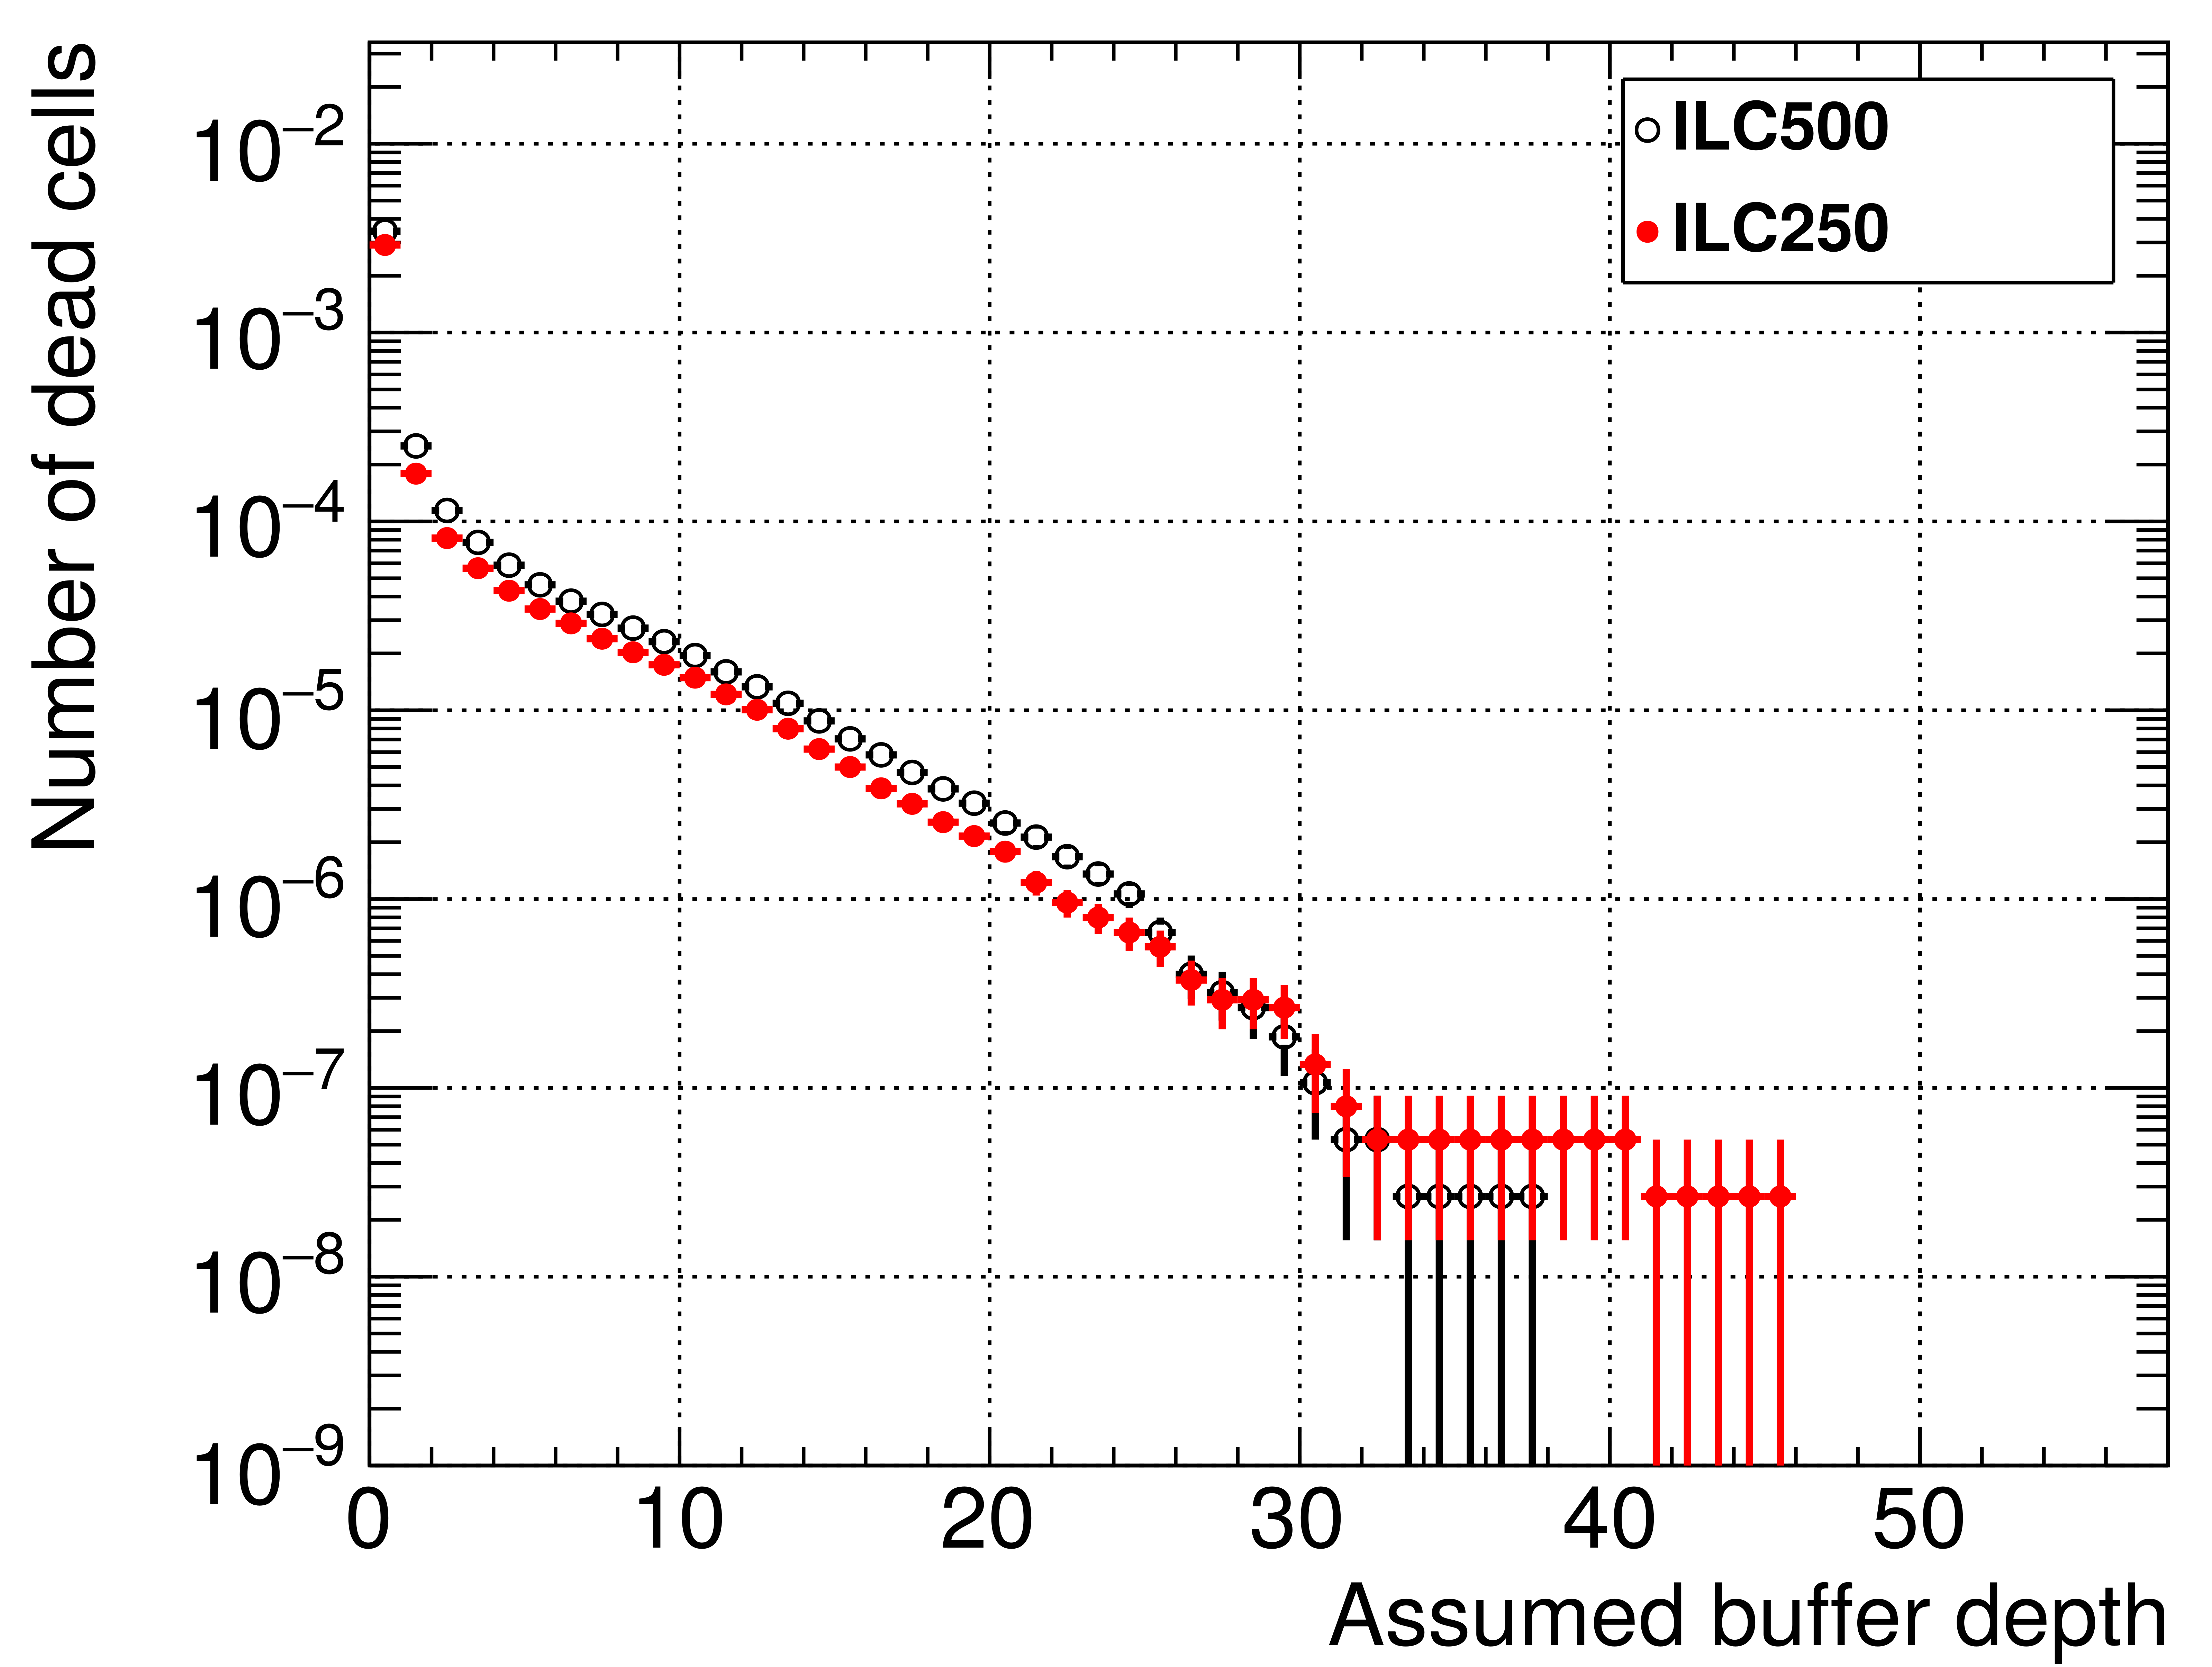 Number of dead cells
10⁻²
10⁻³
10⁻⁴
10⁻⁵
10⁻⁶
10⁻⁷
10⁻⁸
10⁻⁹
ILC500
ILC250
0 10 20 30 40 50
Assumed buffer depth